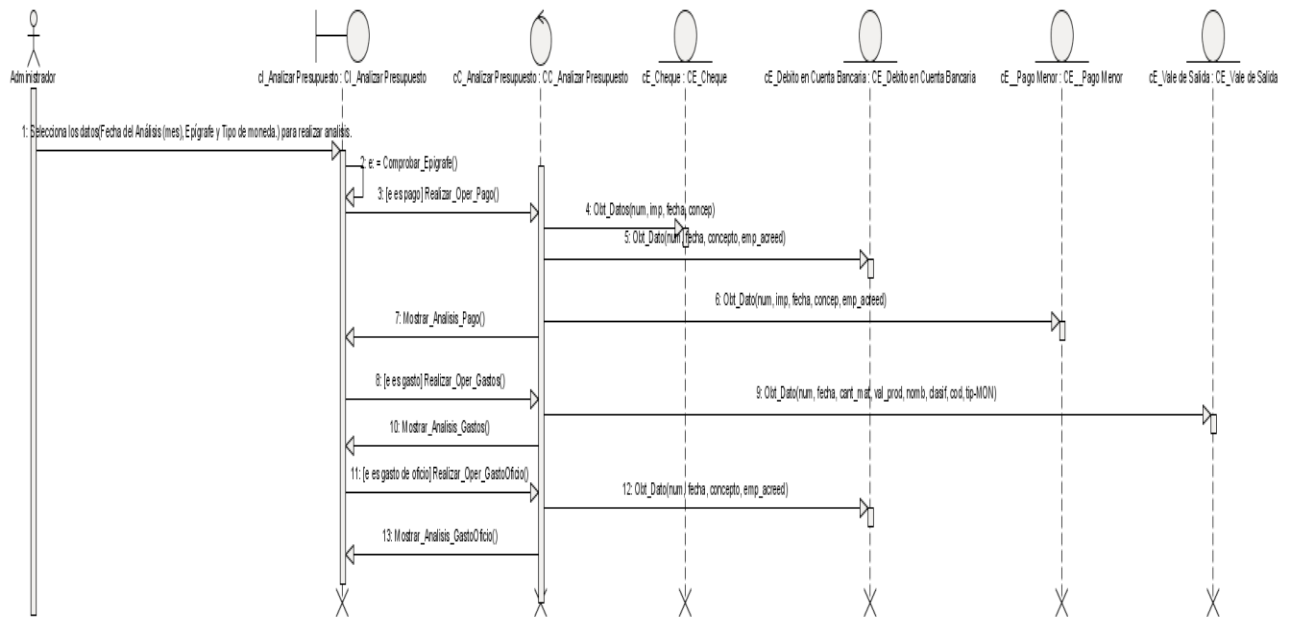 Administrador
cI_Analizar Presupuesto : CI_Analizar Presupuesto
cC_Analizar Presupuesto : CC_Analizar Presupuesto
cE_Cheque : CE_Cheque
cE_Debito en Cuenta Bancaria : CE_Debito en Cuenta Bancaria
cE__Pago Menor : CE__Pago Menor
cE_Vale de Salida : CE_Vale de Salida
1: Selecciona los datos(Fecha del Análisis (mes), Epígrafe y Tipo de moneda.) para realizar analisis.
2: e: = Comprobar_Epigrafe()
3: [e es pago] Realizar_Oper_Pago()
4: Obt_Datos(num, imp, fecha, concep)
5: Obt_Dato(num, fecha, concepto, emp_acreed)
6: Obt_Dato(num, imp, fecha, concep, emp_acreed)
7: Mostrar_Analisis_Pago()
8: [e es gasto] Realizar_Oper_Gastos()
9: Obt_Dato(num, fecha, cant_mat, val_prod, nomb, clasif, cod, tip-MON)
10: Mostrar_Analisis_Gastos()
11: [e es gasto de oficio] Realizar_Oper_GastoOficio()
12: Obt_Dato(num, fecha, concepto, emp_acreed)
13: Mostrar_Analisis_GastoOficio()